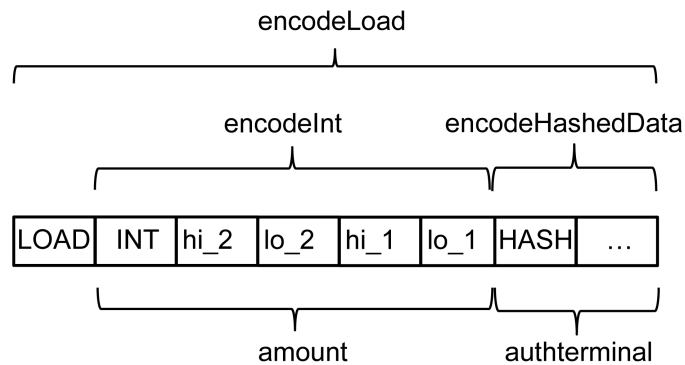 encodeLoad
encodeInt encodeHashedData
LOAD INT hi_2 lo_2 hi_1 lo_1 HASH ...
amount authterminal